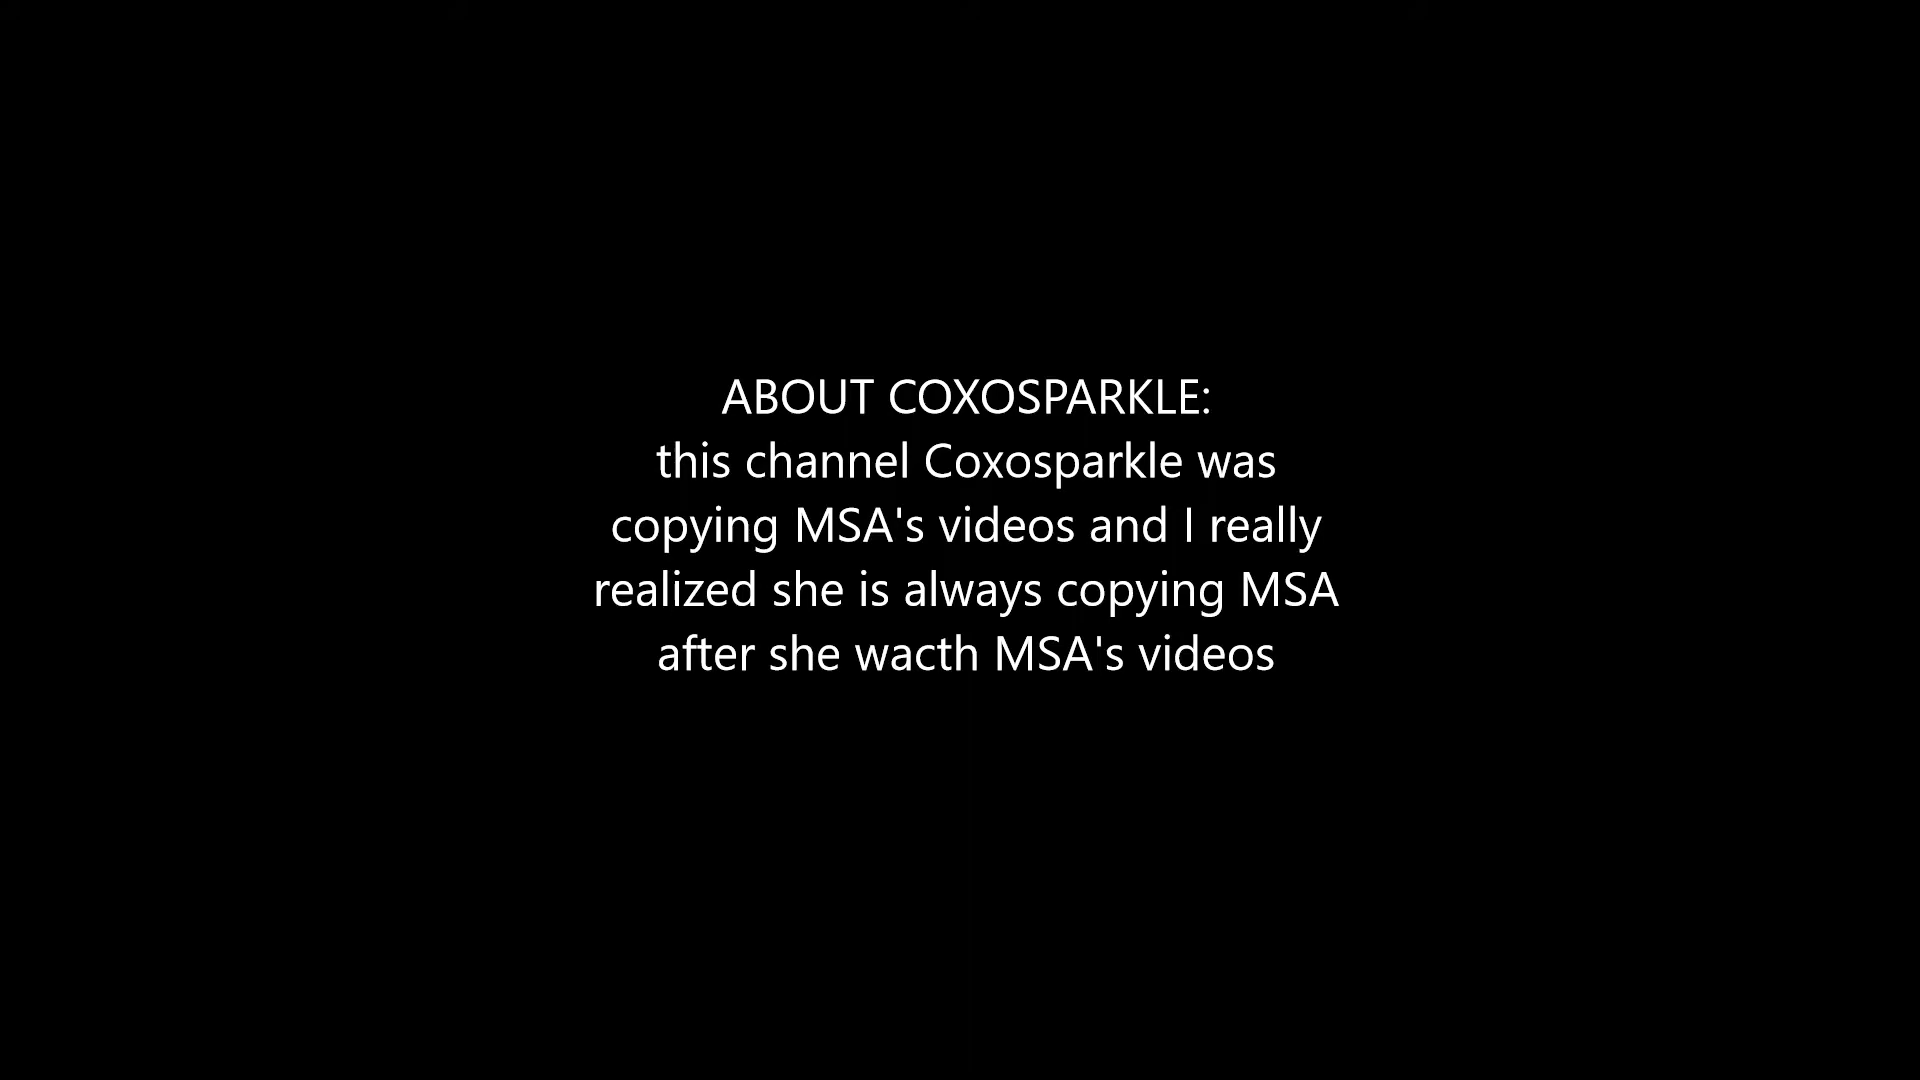 ABOUT COXOSPARKLE:
this channel Coxosparkle was
copying MSA's videos and I really
realized she is always copying MSA
after she wacth MSA's videos